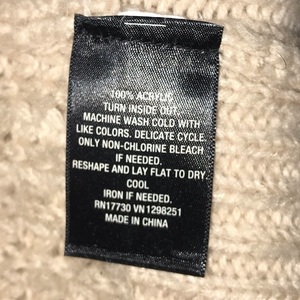 100% ACRYLIC
TURN INSIDE OUT.
MACHINE WASH COLD WITH
LIKE COLORS. DELICATE CYCLE.
ONLY NON-CHLORINE BLEACH
IF NEEDED.
RESHAPE AND LAY FLAT TO DRY.
COOL
IRON IF NEEDED.
RN17730 VN1298251
MADE IN CHINA